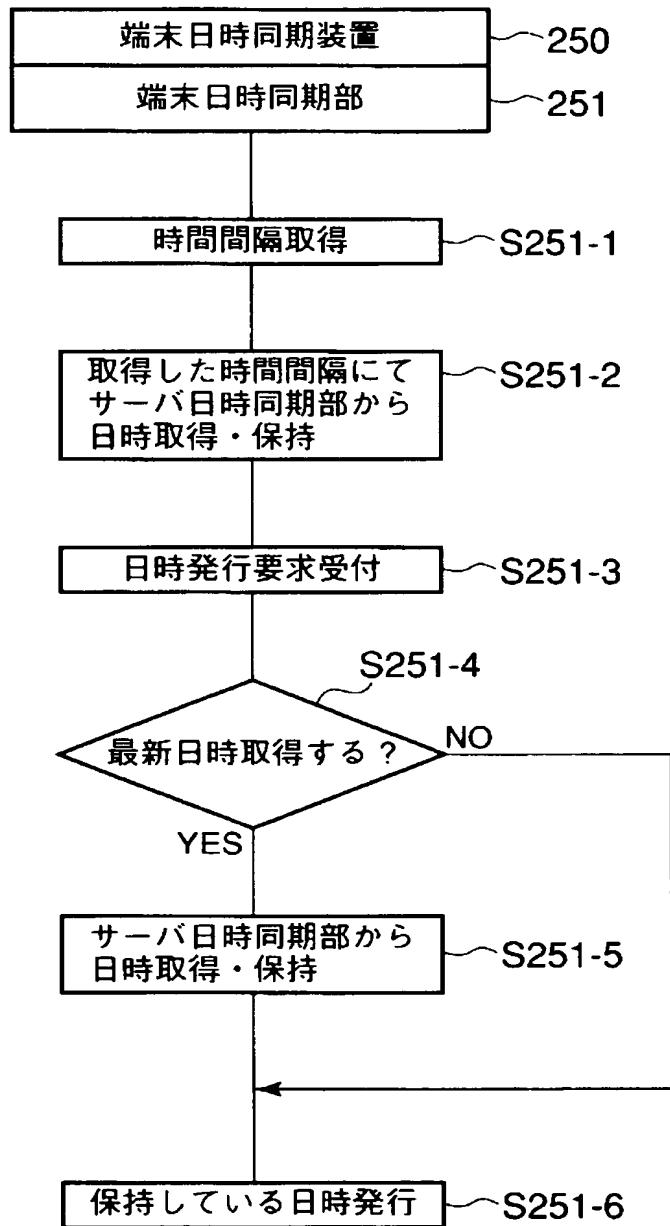 端末日時同期装置
250
端末日時同期部
251
時間間隔取得
S251-1
取得した時間間隔にて
サーバ日時同期部から
日時取得・保持
S251-2
日時発行要求受付
S251-3
S251-4
最新日時取得する?
NO
YES
サーバ日時同期部から
日時取得・保持
S251-5
保持している日時発行
S251-6